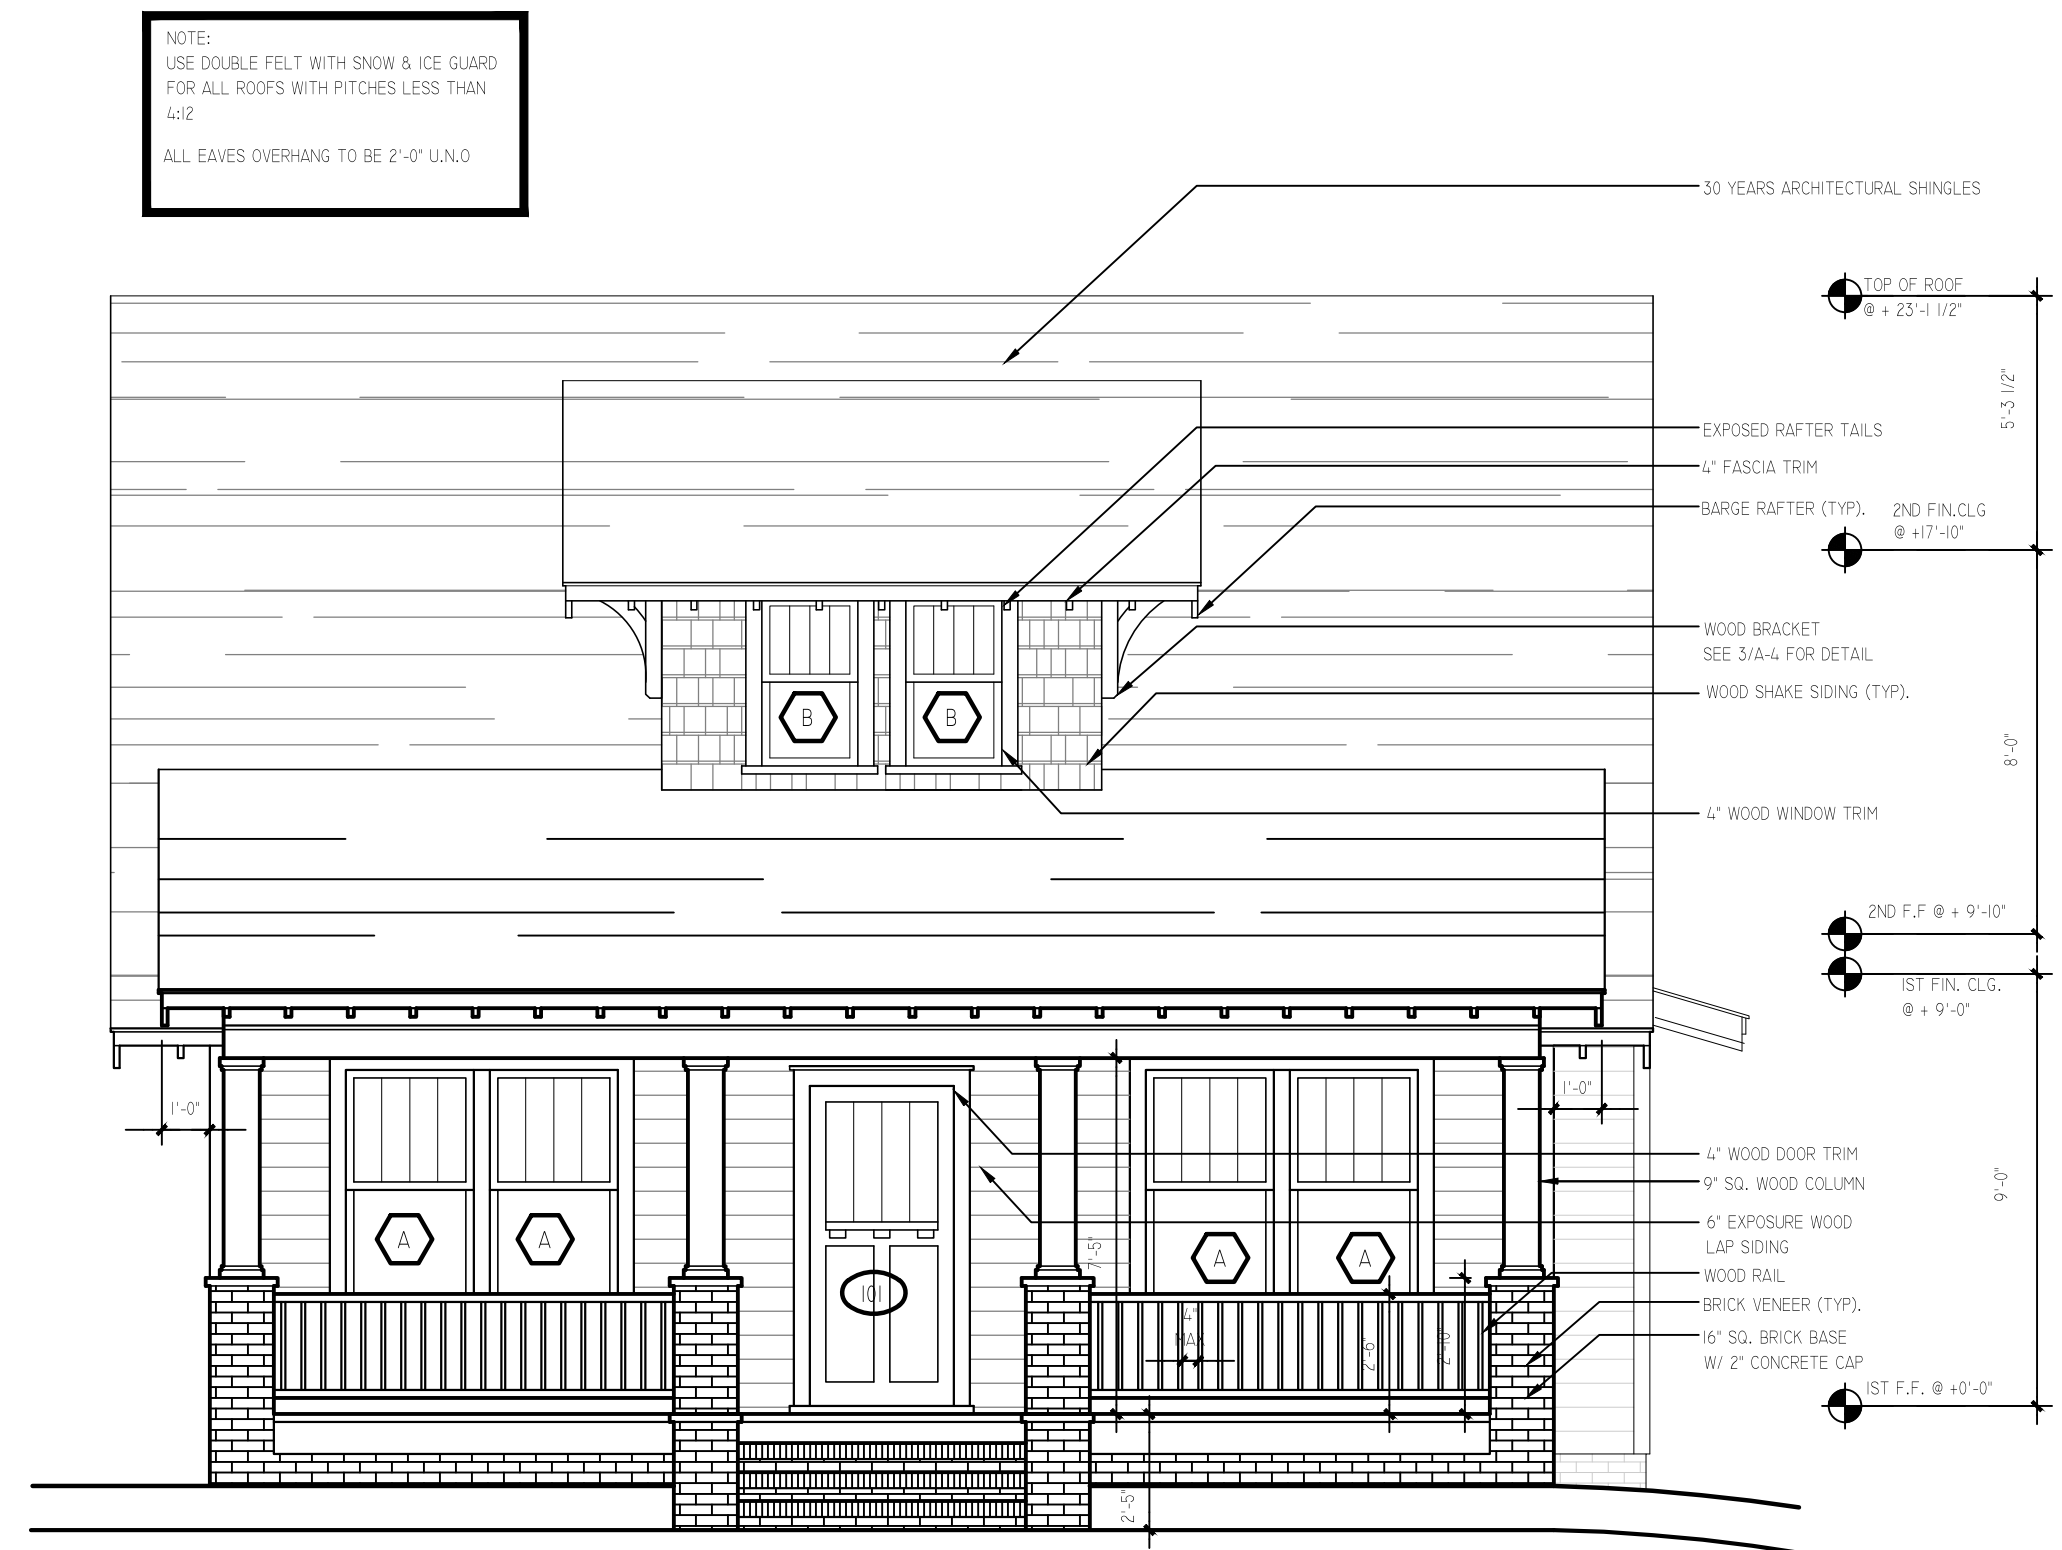 NOTE:
USE DOUBLE FELT WITH SNOW & ICE GUARD
FOR ALL ROOFS WITH PITCHES LESS THAN
4:12
ALL EAVES OVERHANG TO BE 2'-0" U.N.O
30 YEARS ARCHITECTURAL SHINGLES
TOP OF ROOF
@ + 23'-1 1/2"
5'-3 1/2"
EXPOSED RAFTER TAILS
4" FASCIA TRIM
BARGE RAFTER (TYP).
2ND FIN.CLG
@ +17'-10"
WOOD BRACKET
SEE 3/A-4 FOR DETAIL
WOOD SHAKE SIDING (TYP).
B
B
8'-0"
4" WOOD WINDOW TRIM
2ND F.F @ + 9'-10"
1ST FIN. CLG.
@ + 9'-0"
1'-0"
1'-0"
4" WOOD DOOR TRIM
9" SQ. WOOD COLUMN
9'-0"
6" EXPOSURE WOOD
LAP SIDING
A
A
A
A
7'-5"
WOOD RAIL
101
BRICK VENEER (TYP).
4"
MAX
2'-6"
2'-10"
16" SQ. BRICK BASE
W/ 2" CONCRETE CAP
1ST F.F. @ +0'-0"
2'-5"